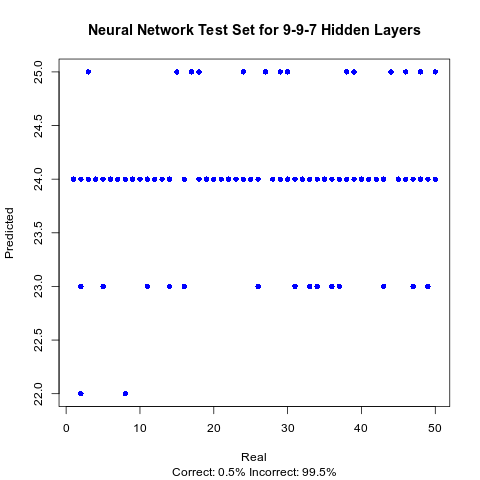 Neural Network Test Set for 9-9-7 Hidden Layers
25.0
24.5
24.0
23.5
23.0
22.5
22.0
Predicted
0 10 20 30 40 50
Real
Correct: 0.5% Incorrect: 99.5%